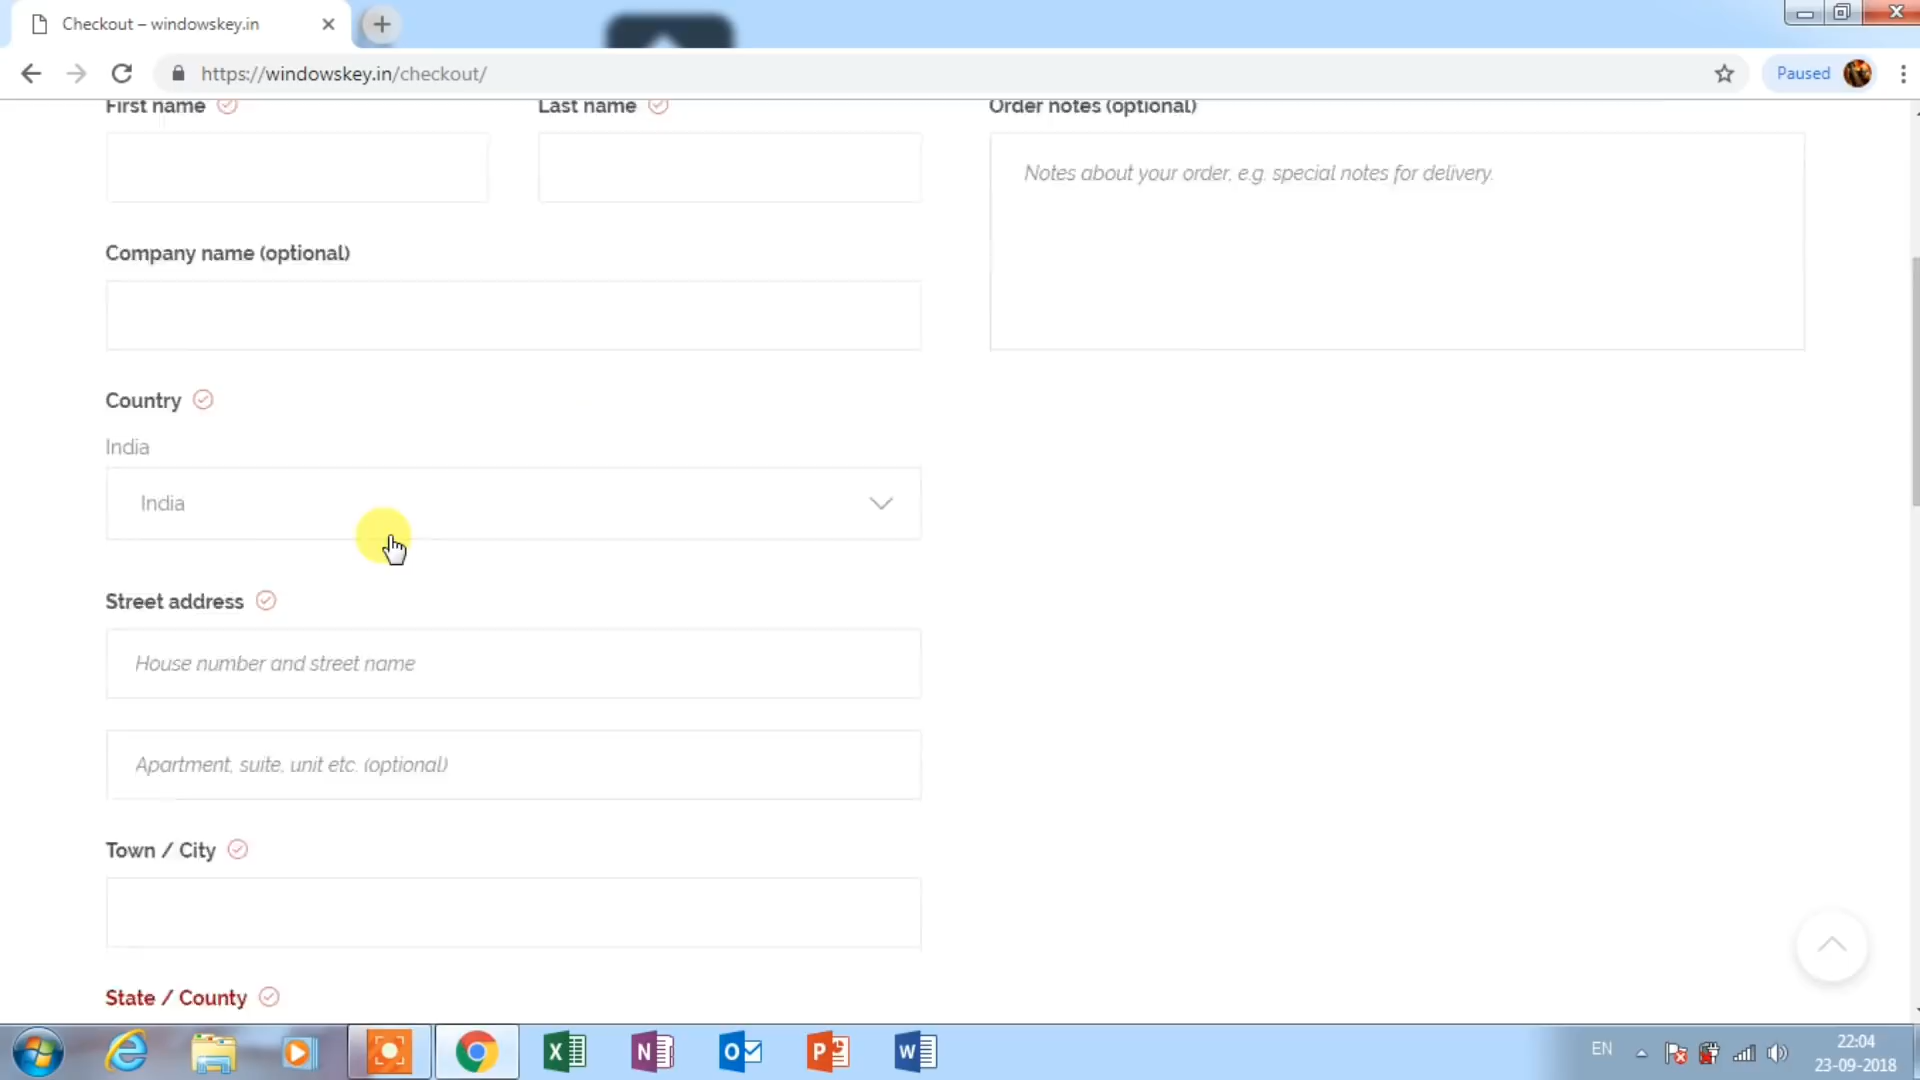 Checkout – windowskey.in
https://windowskey.in/checkout/
Paused
First name
Last name
Order notes (optional)
Notes about your order, e.g. special notes for delivery.
Company name (optional)
Country
India
India
Street address
House number and street name
Apartment, suite, unit etc. (optional)
Town / City
State / County
EN
22:04
23-09-2018